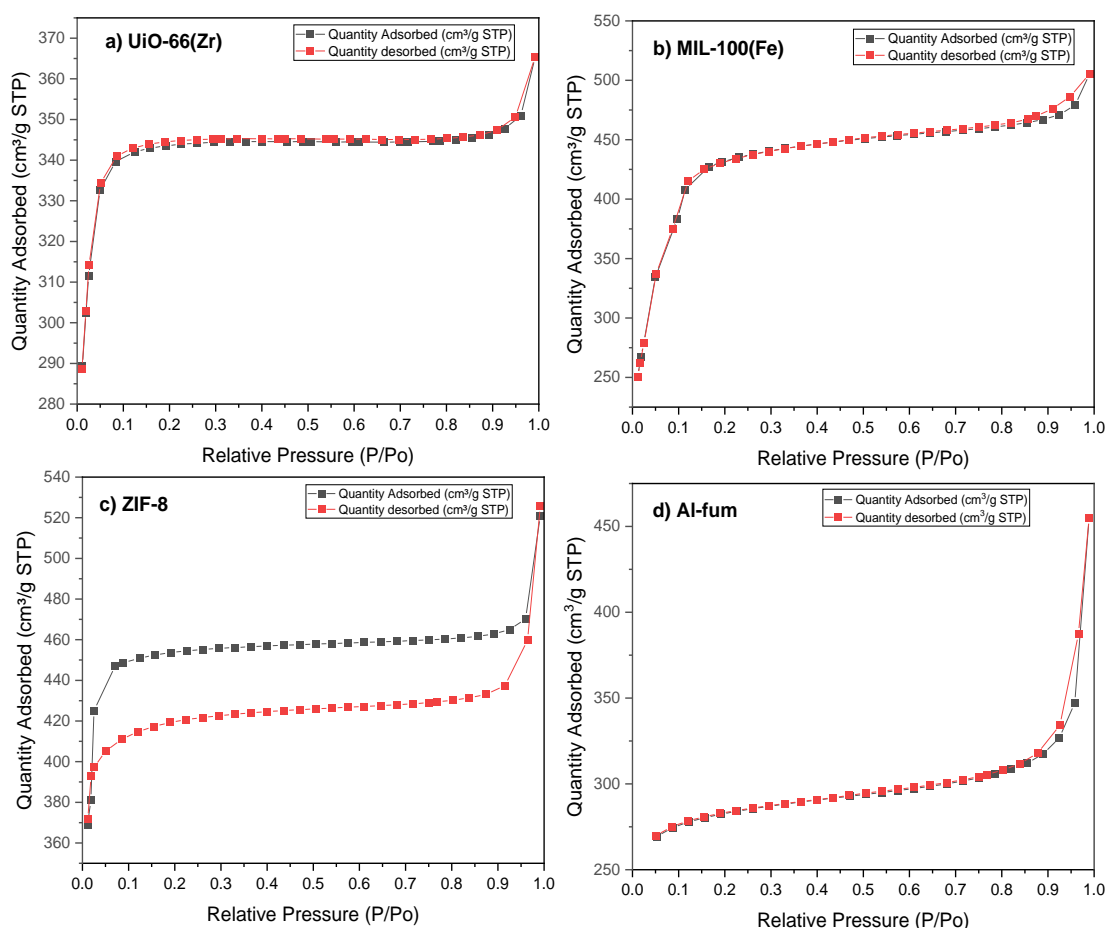 a) UiO-66(Zr)
Quantity Adsorbed (cm³/g STP)
Quantity desorbed (cm³/g STP)
Quantity Adsorbed (cm³/g STP)
370
360
350
340
330
320
310
300
290
280
0.0 0.1 0.2 0.3 0.4 0.5 0.6 0.7 0.8 0.9 1.0
Relative Pressure (P/Po)
b) MIL-100(Fe)
Quantity Adsorbed (cm³/g STP)
Quantity desorbed (cm³/g STP)
Quantity Adsorbed (cm³/g STP)
550
500
450
400
350
300
250
0.0 0.1 0.2 0.3 0.4 0.5 0.6 0.7 0.8 0.9 1.0
Relative Pressure (P/Po)
c) ZIF-8
Quantity Adsorbed (cm³/g STP)
Quantity desorbed (cm³/g STP)
Quantity Adsorbed (cm³/g STP)
540
520
500
480
460
440
420
400
380
360
0.0 0.1 0.2 0.3 0.4 0.5 0.6 0.7 0.8 0.9 1.0
Relative Pressure (P/Po)
d) Al-fum
Quantity Adsorbed (cm³/g STP)
Quantity desorbed (cm³/g STP)
Quantity Adsorbed (cm³/g STP)
450
400
350
300
250
0.0 0.1 0.2 0.3 0.4 0.5 0.6 0.7 0.8 0.9 1.0
Relative Pressure (P/Po)